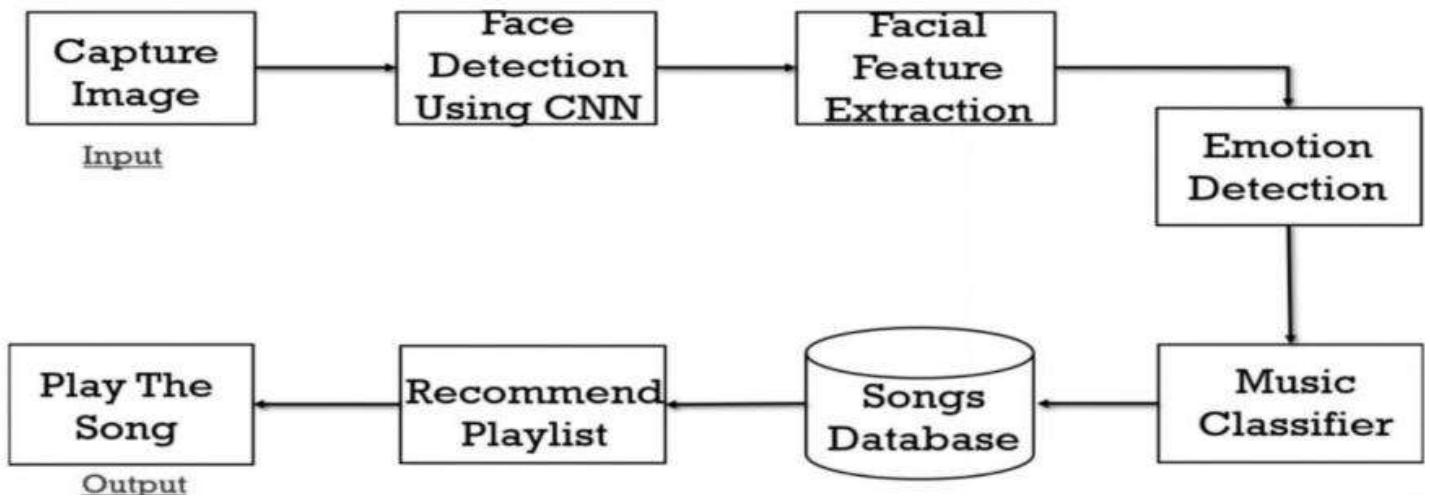 Capture
Image
Input
Face
Detection
Using CNN
Facial
Feature
Extraction
Emotion
Detection
Music
Classifier
Songs
Database
Recommend
Playlist
Play The
Song
Output